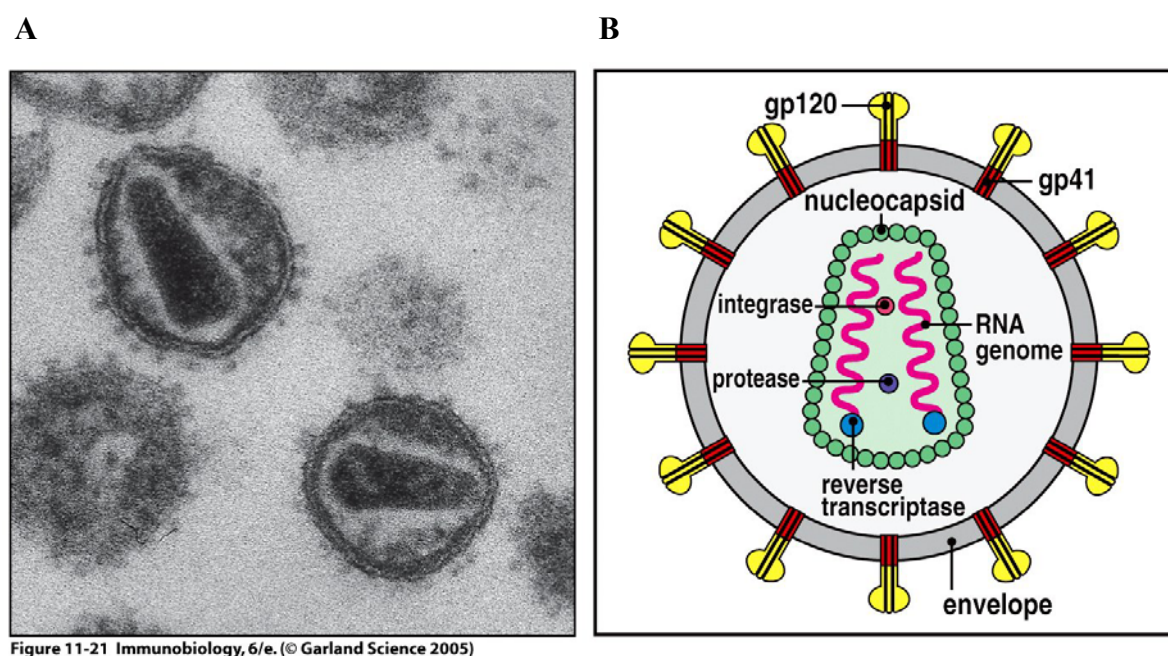 A
B
gp120
gp41
nucleocapsid
integrase
RNA
genome
protease
reverse
transcriptase
envelope
Figure 11-21 Immunobiology, 6/e. (© Garland Science 2005)